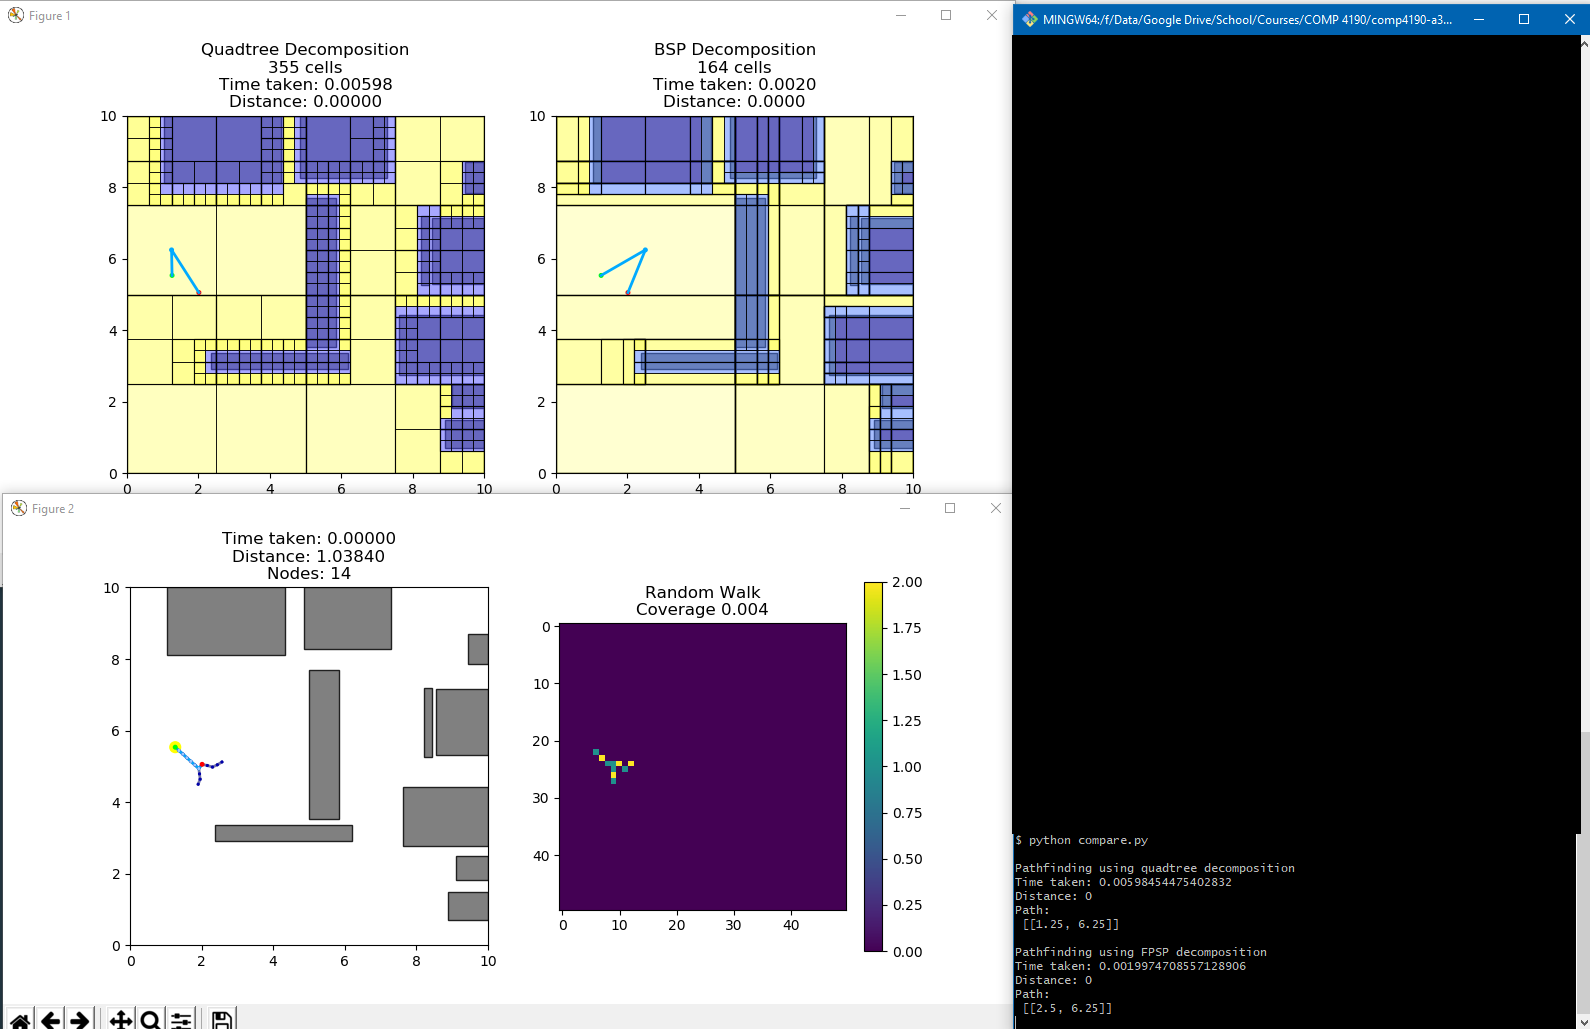 Figure 1
Quadtree Decomposition
355 cells
Time taken: 0.00598
Distance: 0.00000
10
8
6
4
2
0
0 2 4 6 8 10
BSP Decomposition
164 cells
Time taken: 0.0020
Distance: 0.0000
10
8
6
4
2
0
0 2 4 6 8 10
Figure 2
Time taken: 0.00000
Distance: 1.03840
Nodes: 14
10
8
6
4
2
0
0 2 4 6 8 10
Random Walk
Coverage 0.004
0
10
20
30
40
0 10 20 30 40
2.00
1.75
1.50
1.25
1.00
0.75
0.50
0.25
0.00
MINGW64:/f/Data/Google Drive/School/Courses/COMP 4190/comp4190-a3...
$ python compare.py
Pathfinding using quadtree decomposition
Time taken: 0.00598454475402832
Distance: 0
Path:
[[1.25, 6.25]]
Pathfinding using FPSP decomposition
Time taken: 0.0019974708557128906
Distance: 0
Path:
[[2.5, 6.25]]